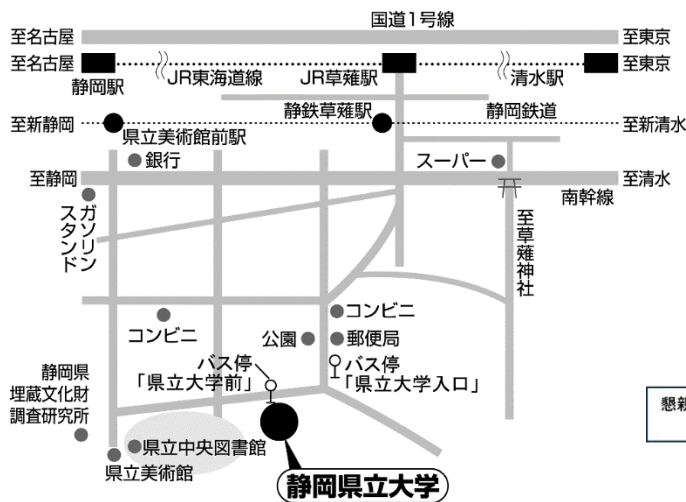 国道1号線
至名古屋
至東京
至名古屋
至東京
静岡駅
JR東海道線
JR草薙駅
清水駅
静鉄草薙駅
静岡鉄道
至新静岡
至新清水
県立美術館前駅
銀行
スーパー
至静岡
至清水
南幹線
ガソリン
スタンド
至草薙神社
コンビニ
コンビニ
公園
郵便局
バス停
「県立大学前」
バス停
「県立大学入口」
静岡県
埋蔵文化財
調査研究所
県立中央図書館
県立美術館
静岡県立大学
懇親